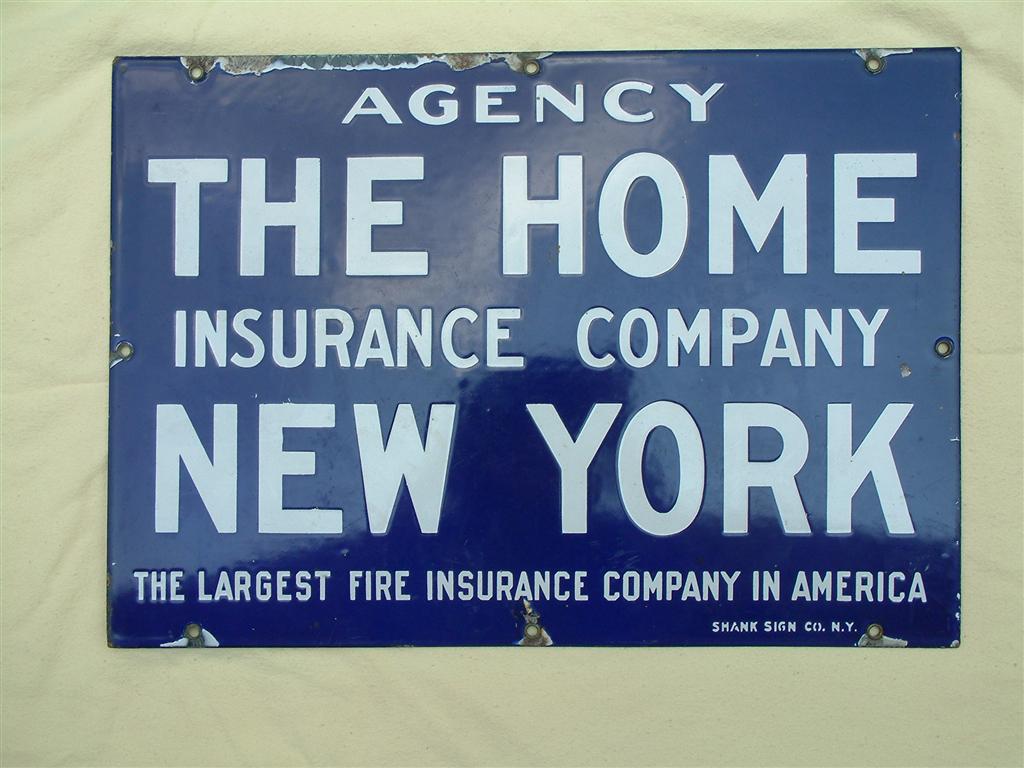 AGENCY
THE HOME
INSURANCE COMPANY
NEW YORK
THE LARGEST FIRE INSURANCE COMPANY IN AMERICA
SHANK SIGN CO. N.Y.